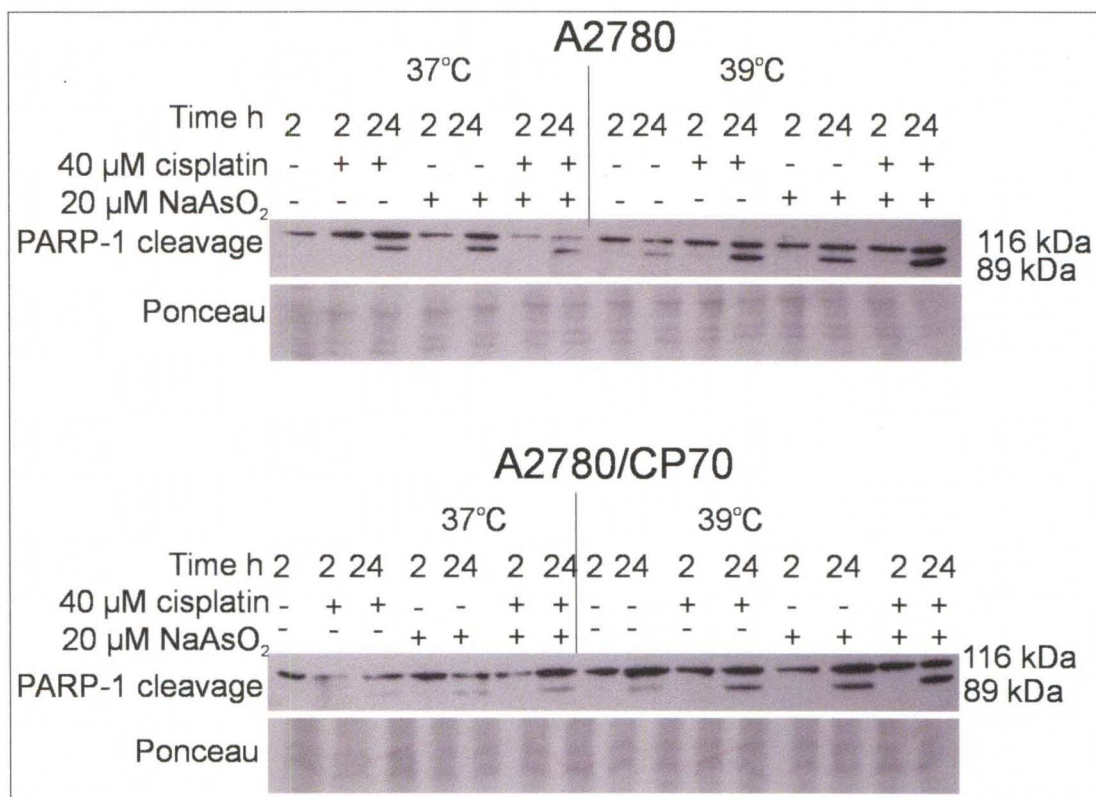 A2780
37°C 39°C
Time h 2 2 24 2 24 2 24 2 24 2 24 2 24 2 24
40 µM cisplatin - + + - - + + - - + + - - + +
20 µM NaAsO₂ - - - + + + + - - - - + + + +
PARP-1 cleavage 116 kDa
89 kDa
Ponceau
A2780/CP70
37°C 39°C
Time h 2 2 24 2 24 2 24 2 24 2 24 2 24 2 24
40 µM cisplatin - + + - - + + - - + + - - + +
20 µM NaAsO₂ - - - + + + + - - - - + + + +
116 kDa
PARP-1 cleavage 89 kDa
Ponceau